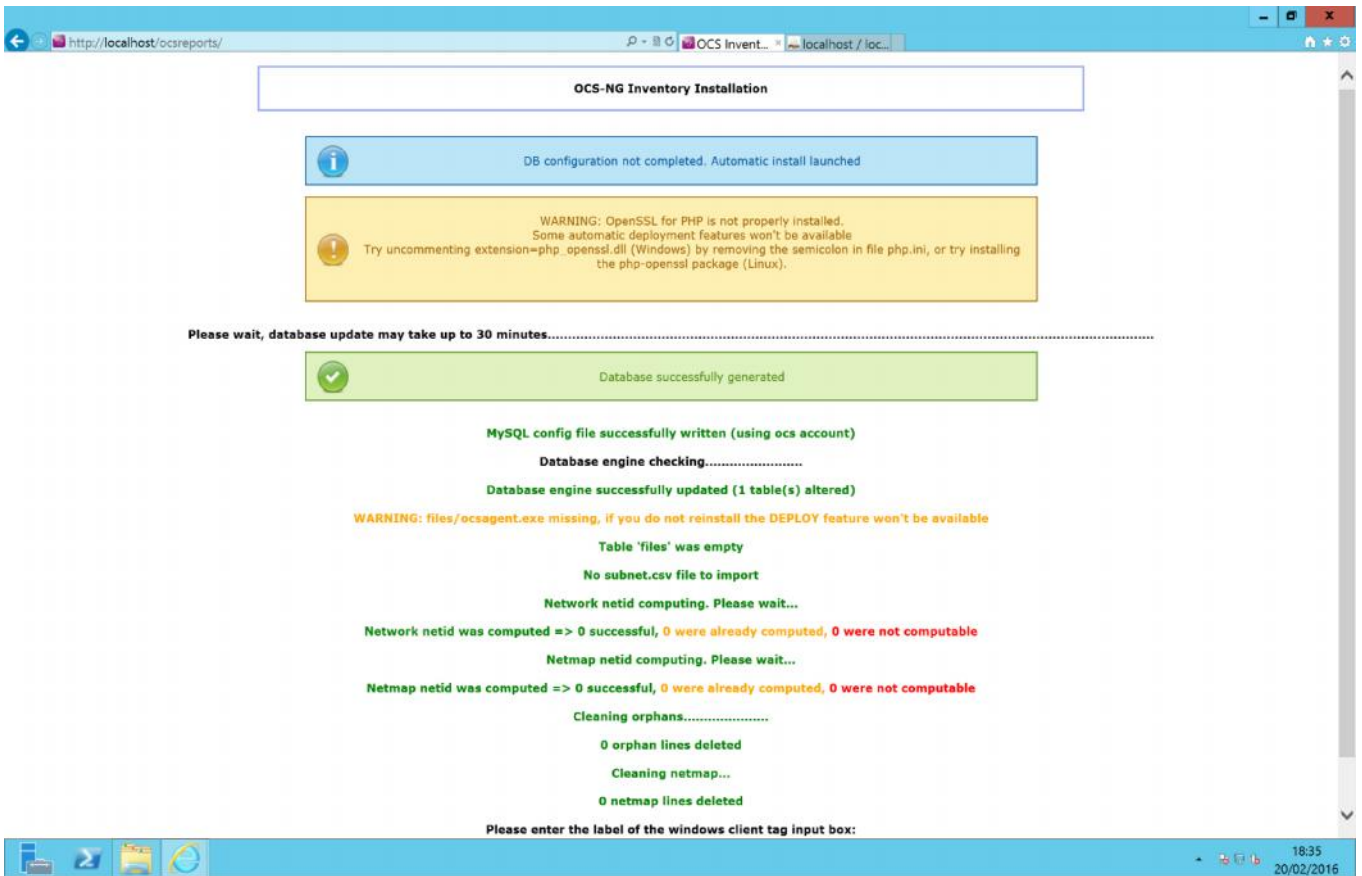 http://localhost/ocsreports/
OCS Invent...
localhost / loc...
OCS-NG Inventory Installation
DB configuration not completed. Automatic install launched
WARNING: OpenSSL for PHP is not properly installed.
Some automatic deployment features won't be available
Try uncommenting extension=php_openssl.dll (Windows) by removing the semicolon in file php.ini, or try installing
the php-openssl package (Linux).
Please wait, database update may take up to 30 minutes...............................................................................................................................................
Database successfully generated
MySQL config file successfully written (using ocs account)
Database engine checking........................
Database engine successfully updated (1 table(s) altered)
WARNING: files/ocsagent.exe missing, if you do not reinstall the DEPLOY feature won't be available
Table 'files' was empty
No subnet.csv file to import
Network netid computing. Please wait...
Network netid was computed => 0 successful, 0 were already computed, 0 were not computable
Netmap netid computing. Please wait...
Netmap netid was computed => 0 successful, 0 were already computed, 0 were not computable
Cleaning orphans.....................
0 orphan lines deleted
Cleaning netmap...
0 netmap lines deleted
Please enter the label of the windows client tag input box:
18:35
20/02/2016